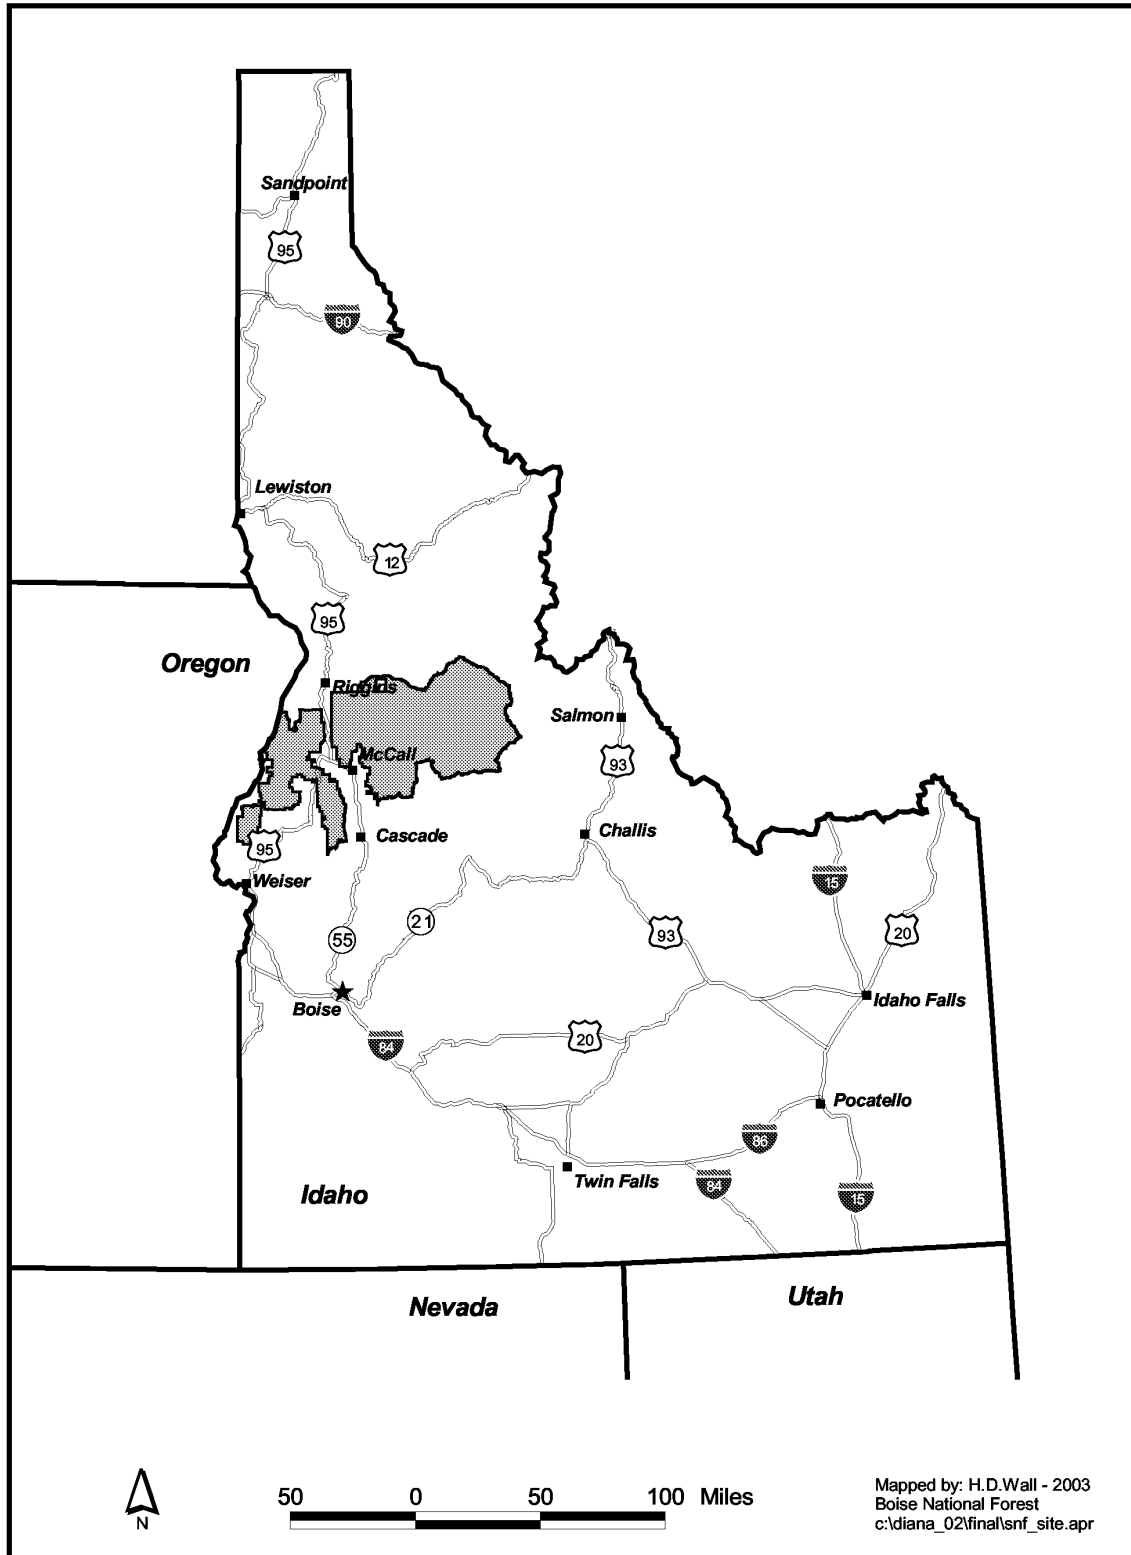 Sandpoint
95
90
Lewiston
12
95
Oregon
Riggins
Salmon
McCall
93
Challis
Cascade
95
Weiser
15
21
93
20
55
Idaho Falls
Boise
20
84
Pocatello
86
Twin Falls
84
15
Idaho
Utah
Nevada
50 0 50 100 Miles
N
Mapped by: H.D.Wall - 2003
Boise National Forest
c:\diana_02\final\snf_site.apr